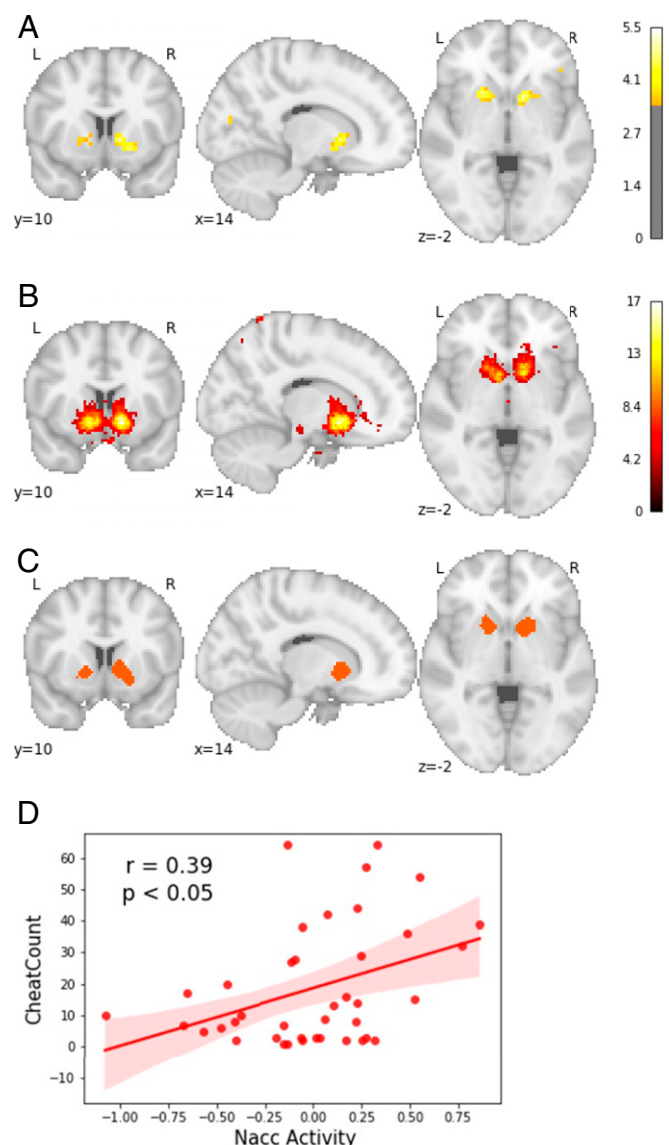 A
L R L R
5.5
4.1
2.7
1.4
0
y=10 x=14 z=-2
B
L R L R
17
13
8.4
4.2
0
y=10 x=14 z=-2
C
L R L R
y=10 x=14 z=-2
D
r = 0.39
p < 0.05
CheatCount
60
50
40
30
20
10
0
−10
−1.00 −0.75 −0.50 −0.25 0.00 0.25 0.50 0.75
Nacc Activity